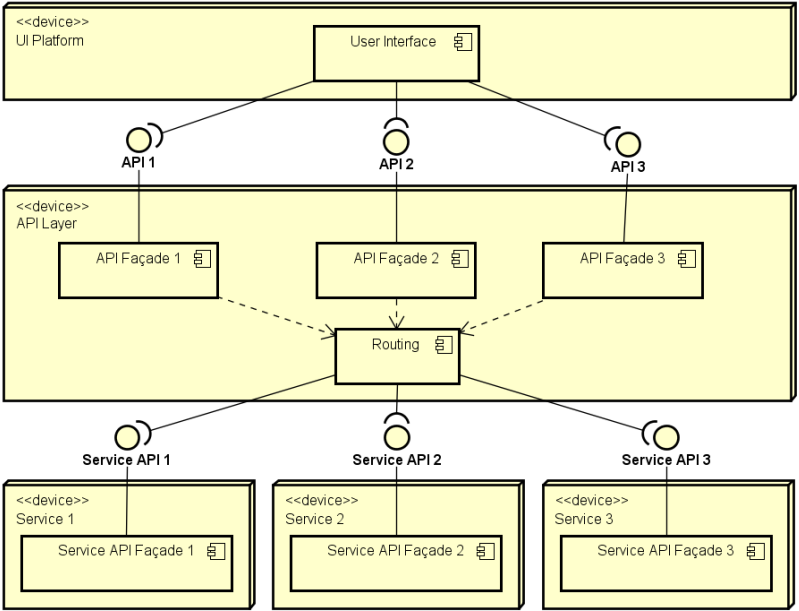 <<device>>
UI Platform
User Interface
API 1
API 2
API 3
<<device>>
API Layer
API Façade 1
API Façade 2
API Façade 3
Routing
Service API 1
Service API 2
Service API 3
<<device>>
Service 1
Service API Façade 1
<<device>>
Service 2
Service API Façade 2
<<device>>
Service 3
Service API Façade 3